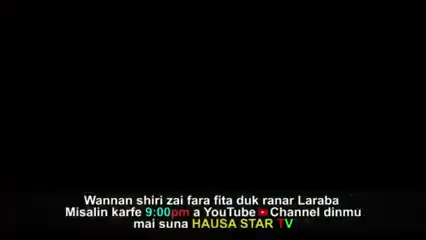 Wannan shiri zai fara fita duk ranar Laraba
Misalin karfe 9:00pm a YouTube Channel dinmu
mai suna HAUSA STAR TV